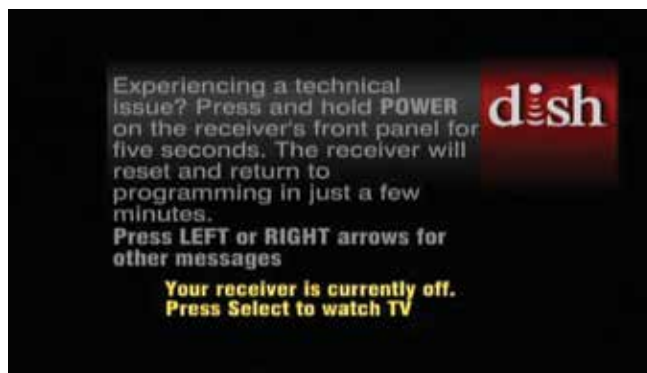 Experiencing a technical
issue? Press and hold POWER
on the receiver's front panel for
five seconds. The receiver will
reset and return to
programming in just a few
minutes.
Press LEFT or RIGHT arrows for
other messages
dish
Your receiver is currently off.
Press Select to watch TV